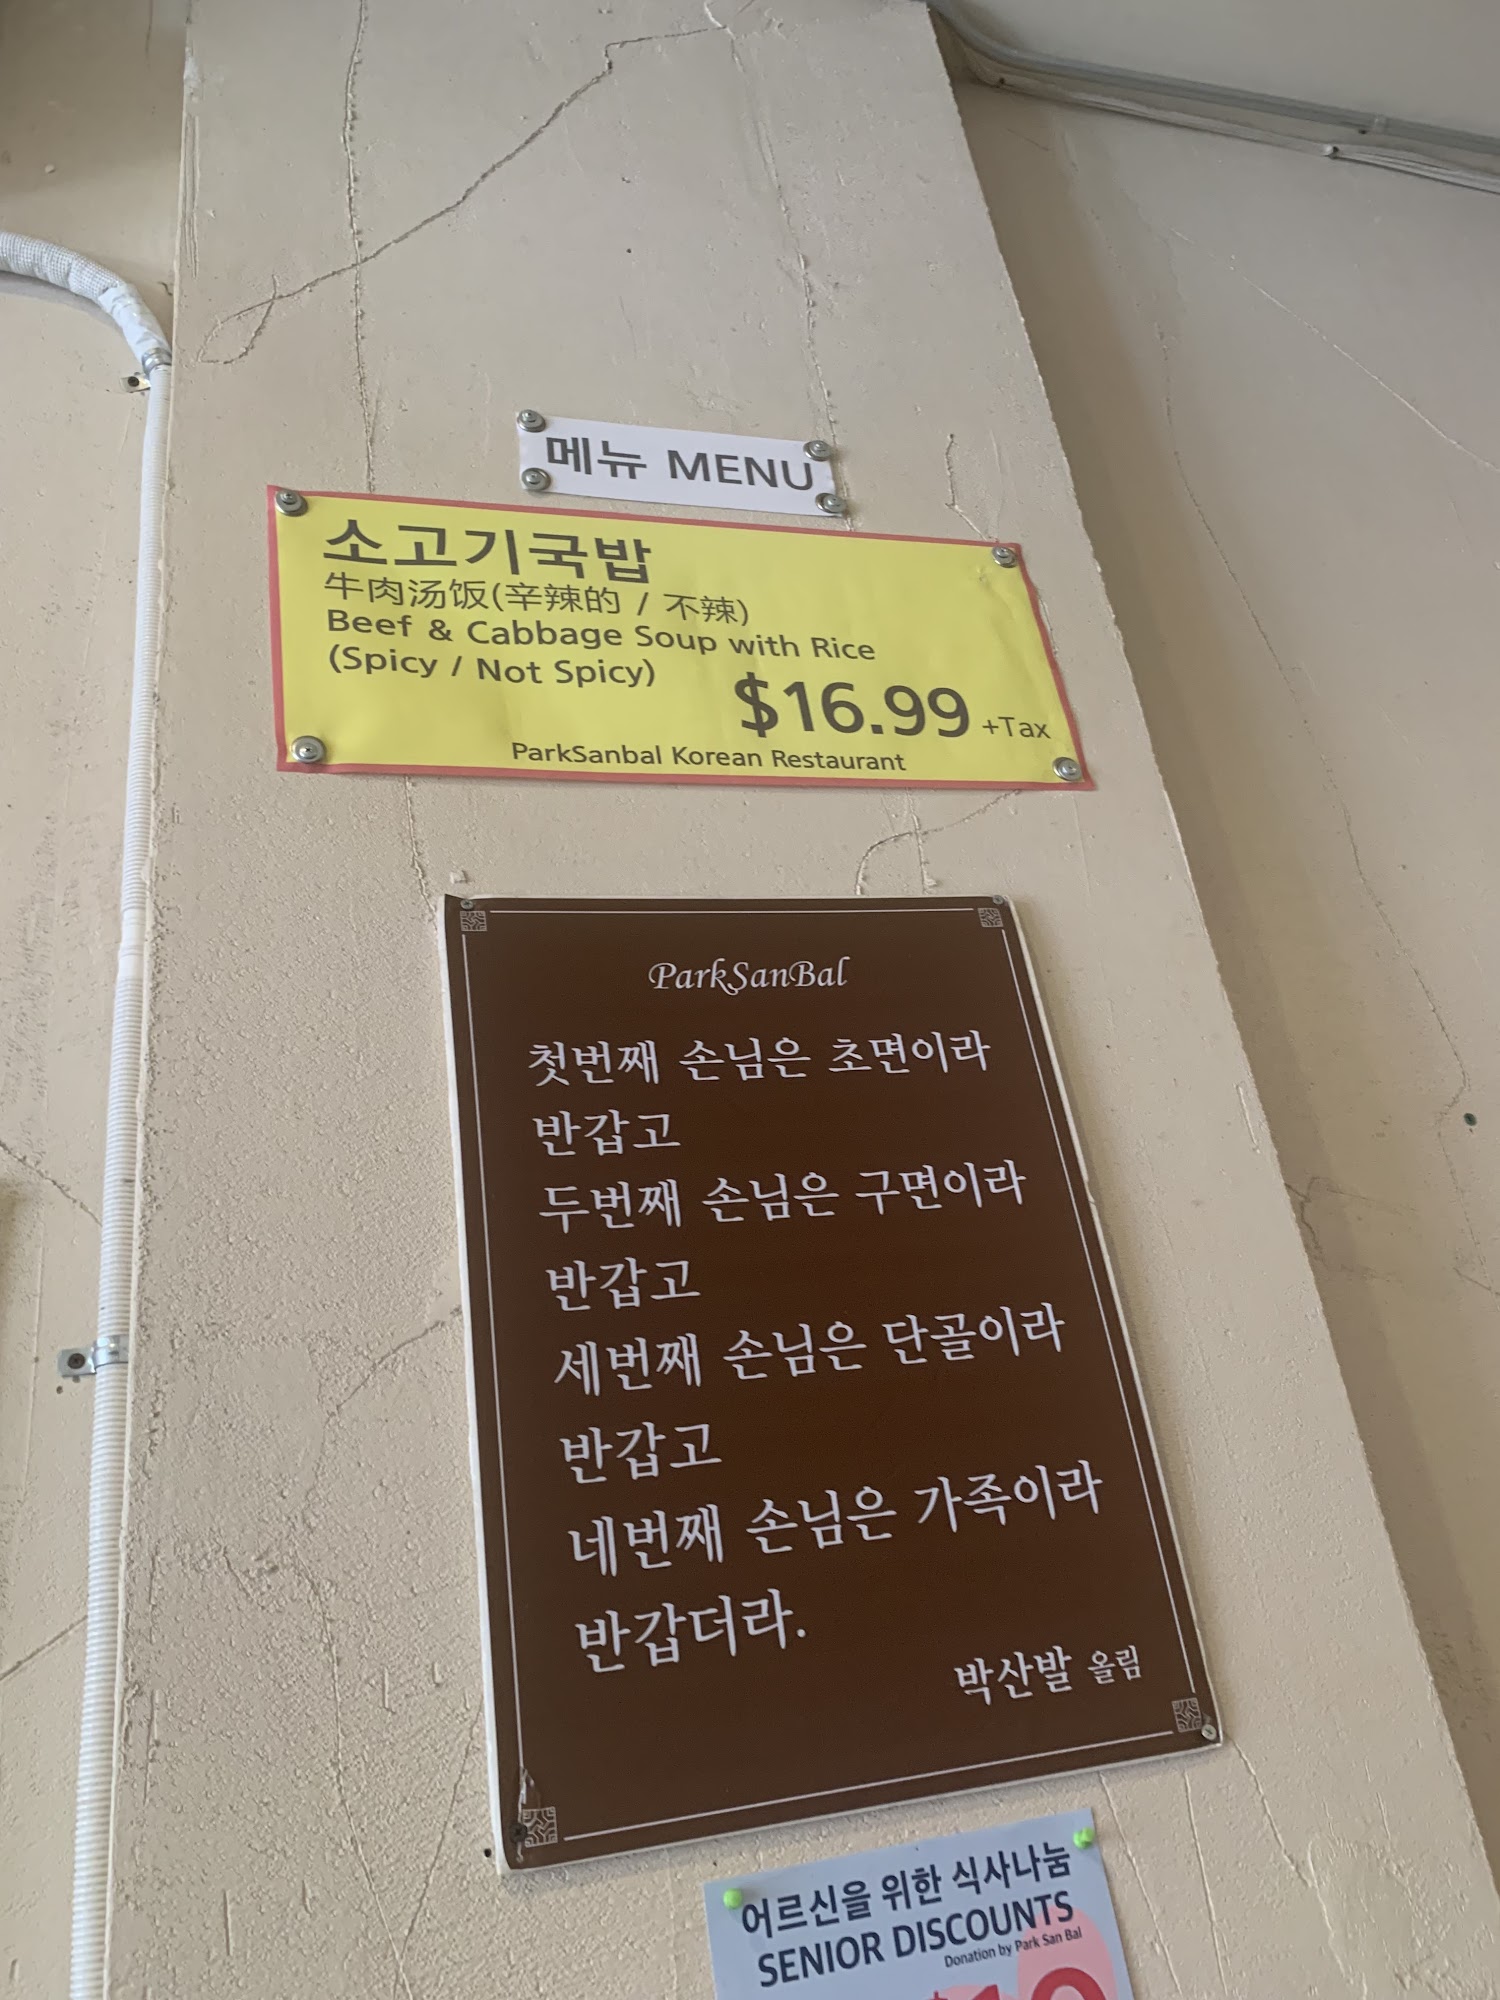 메뉴 MENU
소고기국밥
牛肉汤饭(辛辣的 / 不辣)
Beef & Cabbage Soup with Rice
(Spicy / Not Spicy)
$16.99 +Tax
ParkSanbal Korean Restaurant
ParkSanBal
첫번째 손님은 초면이라
반갑고
두번째 손님은 구면이라
반갑고
세번째 손님은 단골이라
반갑고
네번째 손님은 가족이라
반갑더라.
박산발 올림
어르신을 위한 식사나눔
SENIOR DISCOUNTS
Donation by Park San Bal